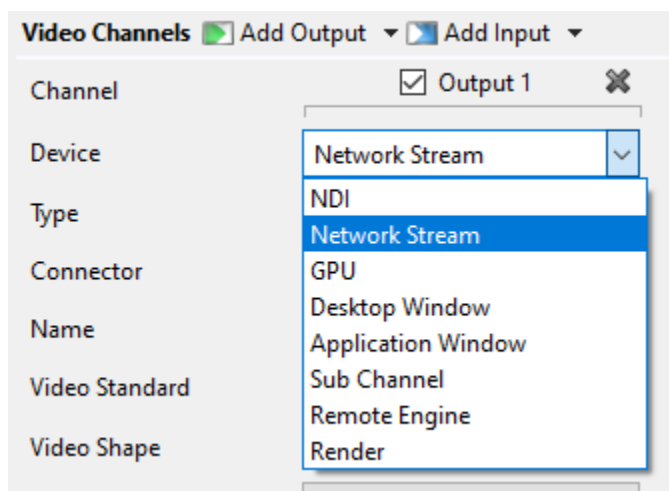 Video Channels Add Output Add Input
Channel Output 1
Device Network Stream
NDI
Type
Network Stream
Connector GPU
Desktop Window
Name Application Window
Video Standard Sub Channel
Remote Engine
Video Shape Render